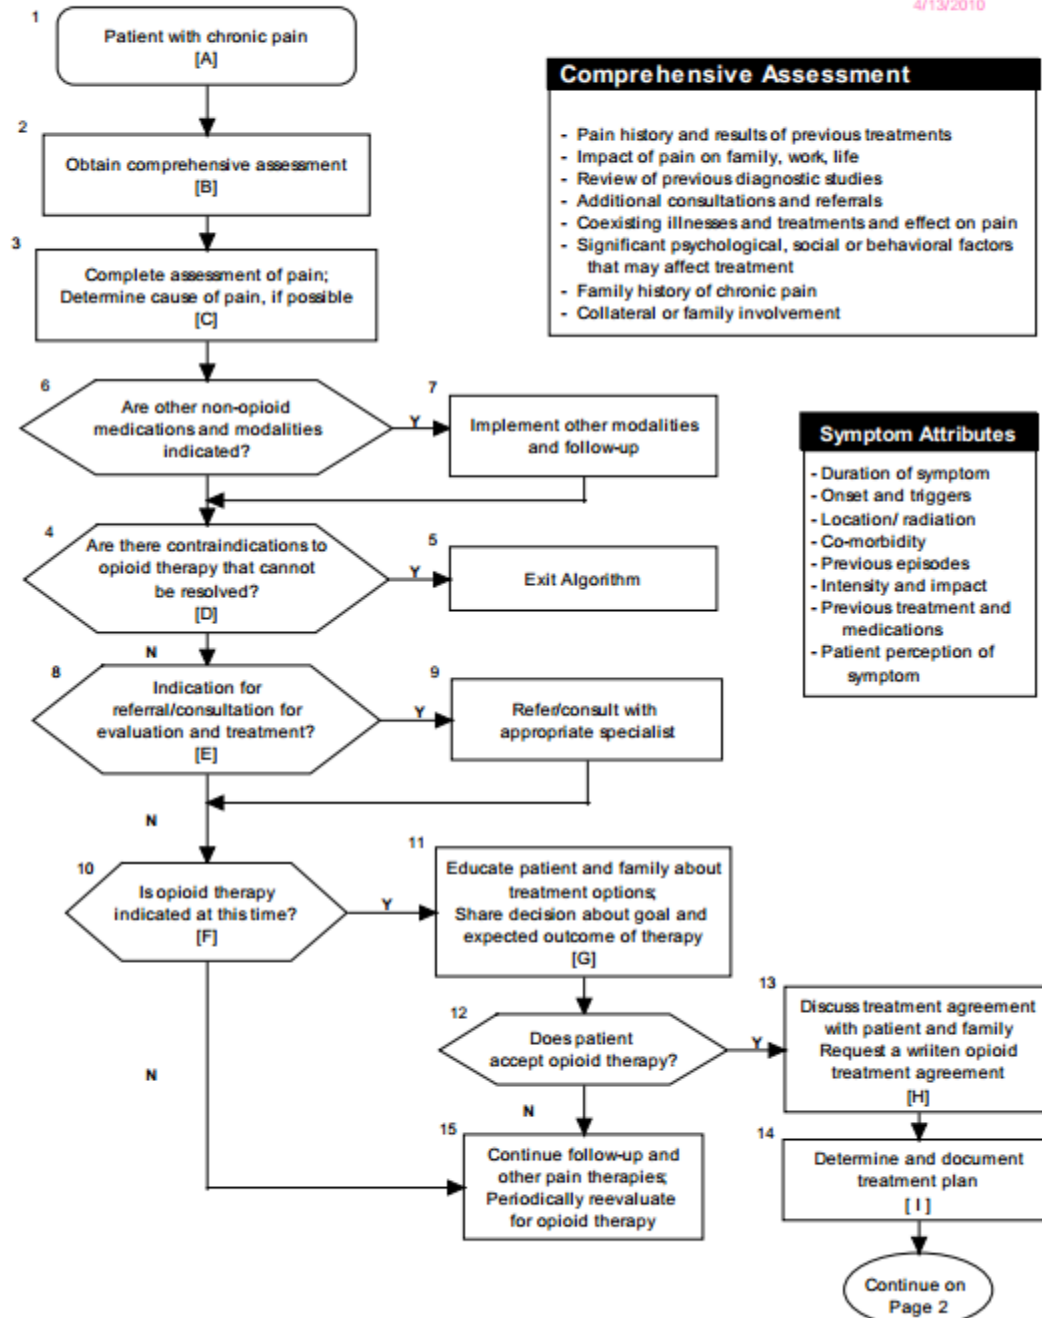 4/13/2010
1
Patient with chronic pain
[A]
Comprehensive Assessment
- Pain history and results of previous treatments
- Impact of pain on family, work, life
- Review of previous diagnostic studies
- Additional consultations and referrals
- Coexisting illnesses and treatments and effect on pain
- Significant psychological, social or behavioral factors
that may affect treatment
- Family history of chronic pain
- Collateral or family involvement
2
Obtain comprehensive assessment
[B]
3
Complete assessment of pain;
Determine cause of pain, if possible
[C]
6
Are other non-opioid
medications and modalities
indicated?
Y
7
Implement other modalities
and follow-up
Symptom Attributes
- Duration of symptom
- Onset and triggers
- Location/ radiation
- Co-morbidity
- Previous episodes
- Intensity and impact
- Previous treatment and
medications
- Patient perception of
symptom
4
Are there contraindications to
opioid therapy that cannot
be resolved?
[D]
Y
5
Exit Algorithm
N
8
Indication for
referral/consultation for
evaluation and treatment?
[E]
Y
9
Refer/consult with
appropriate specialist
N
10
Is opioid therapy
indicated at this time?
[F]
Y
11
Educate patient and family about
treatment options;
Share decision about goal and
expected outcome of therapy
[G]
N
12
Does patient
accept opioid therapy?
Y
13
Discuss treatment agreement
with patient and family
Request a wriiten opioid
treatment agreement
[H]
N
14
Determine and document
treatment plan
[ I ]
15
Continue follow-up and
other pain therapies;
Periodically reevaluate
for opioid therapy
Continue on
Page 2